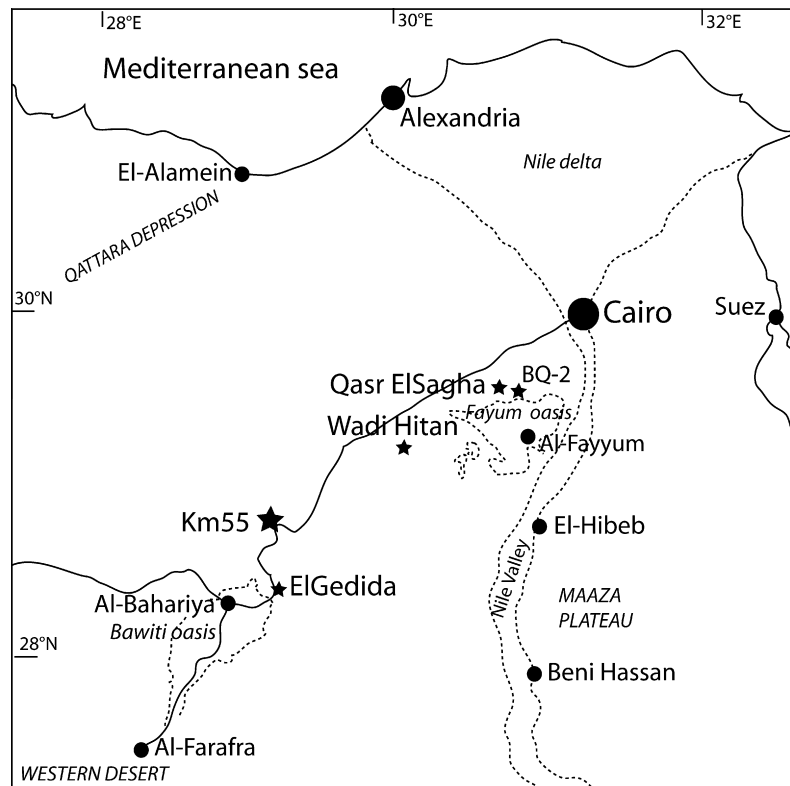 28°E
30°E
32°E
Mediterranean sea
Alexandria
Nile delta
El-Alamein
QATTARA DEPRESSION
30°N
Cairo
Suez
Qasr ElSagha
BQ-2
Fayum oasis
Wadi Hitan
Al-Fayyum
Km55
El-Hibeb
Nile Valley
ElGedida
MAAZA
PLATEAU
Al-Bahariya
Bawiti oasis
28°N
Beni Hassan
Al-Farafra
WESTERN DESERT